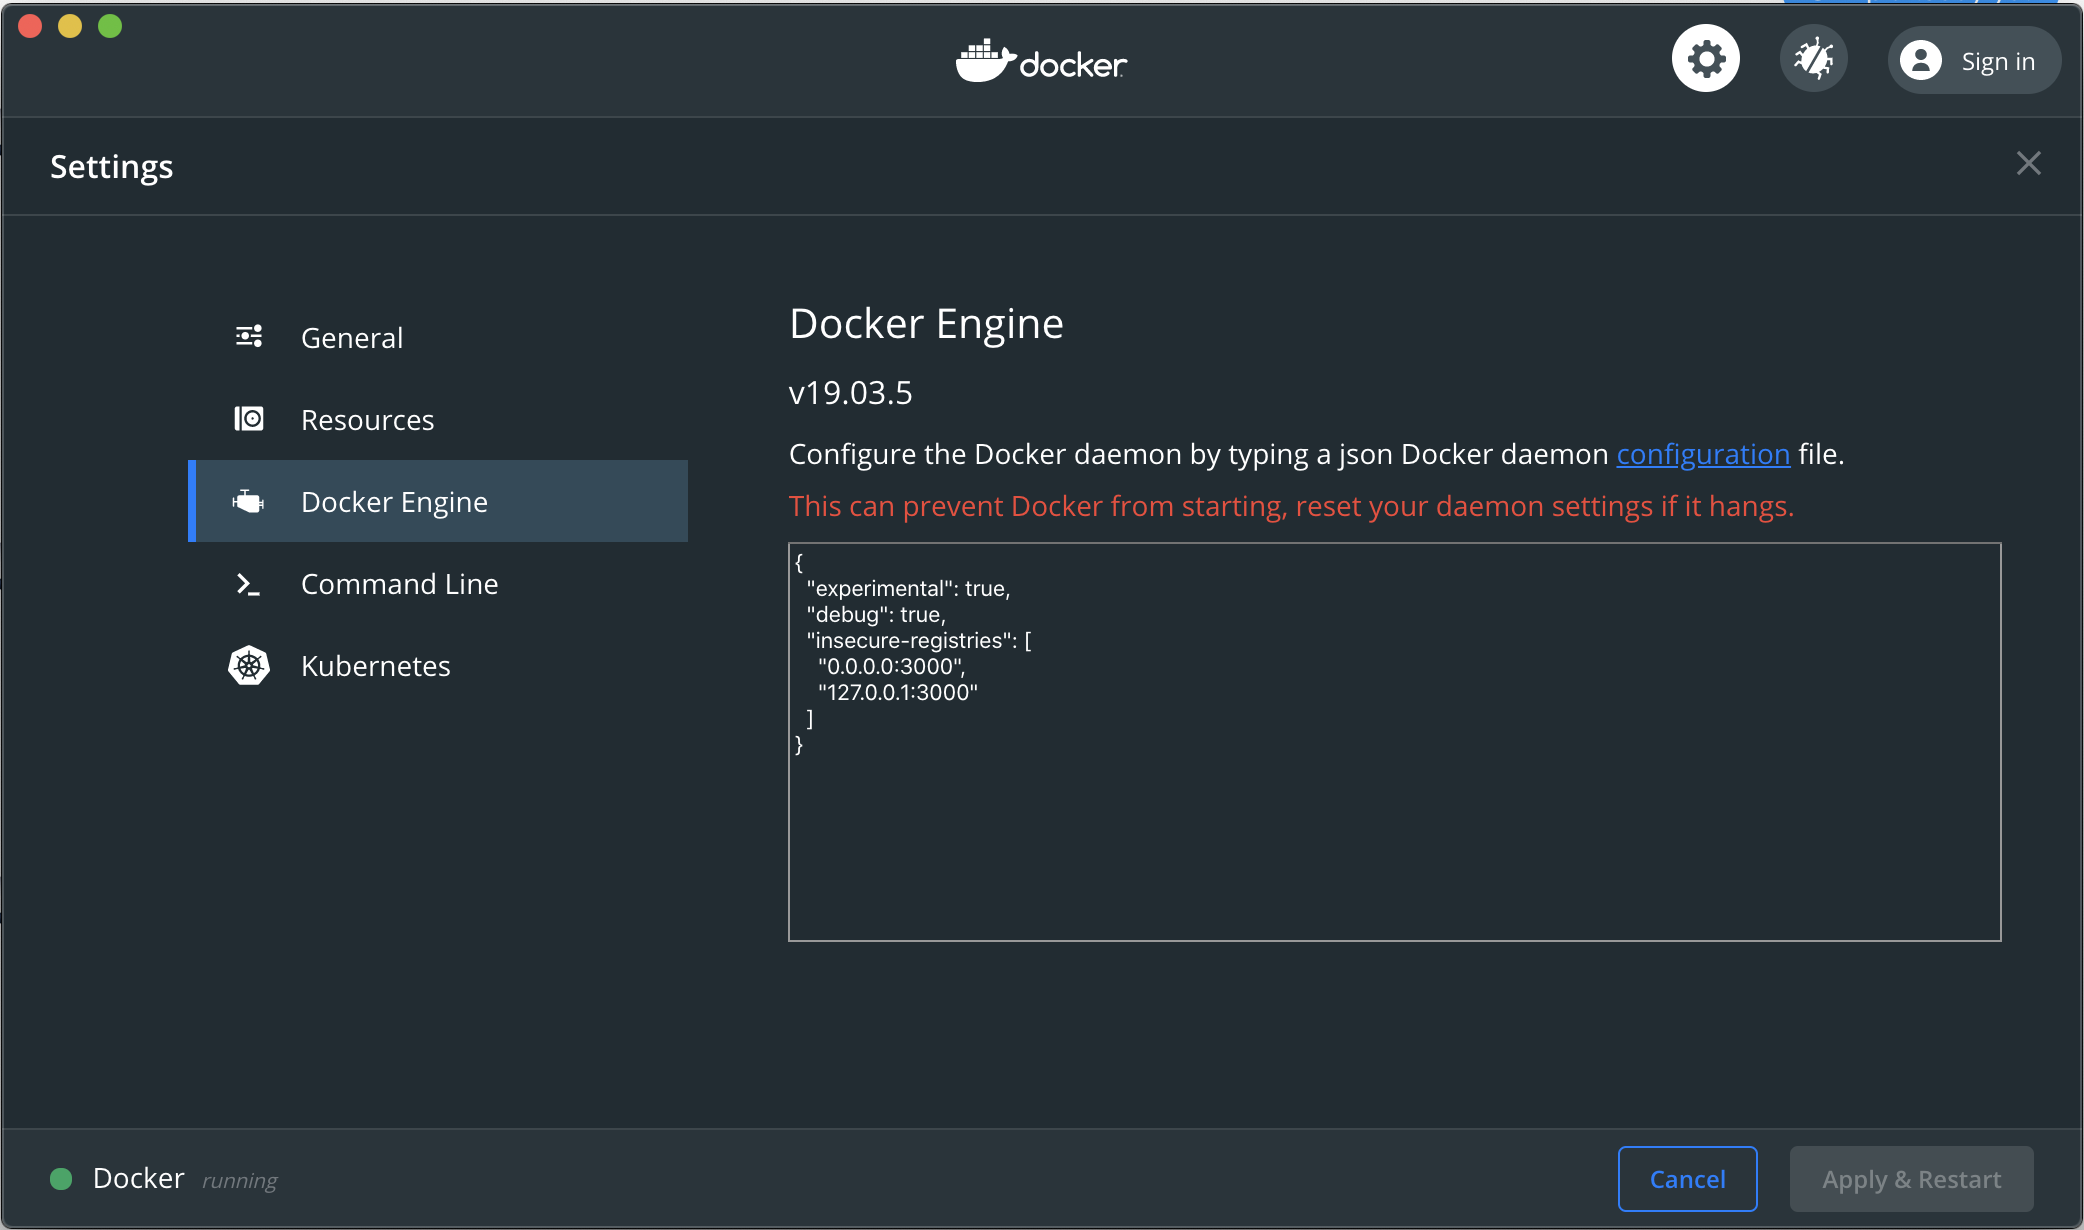 docker
Sign in
Settings
General
Resources
Docker Engine
Command Line
Kubernetes
Docker Engine
v19.03.5
Configure the Docker daemon by typing a json Docker daemon configuration file.
This can prevent Docker from starting, reset your daemon settings if it hangs.
{
"experimental": true,
"debug": true,
"insecure-registries": [
"0.0.0.0:3000",
"127.0.0.1:3000"
]
}
Docker running
Cancel
Apply & Restart